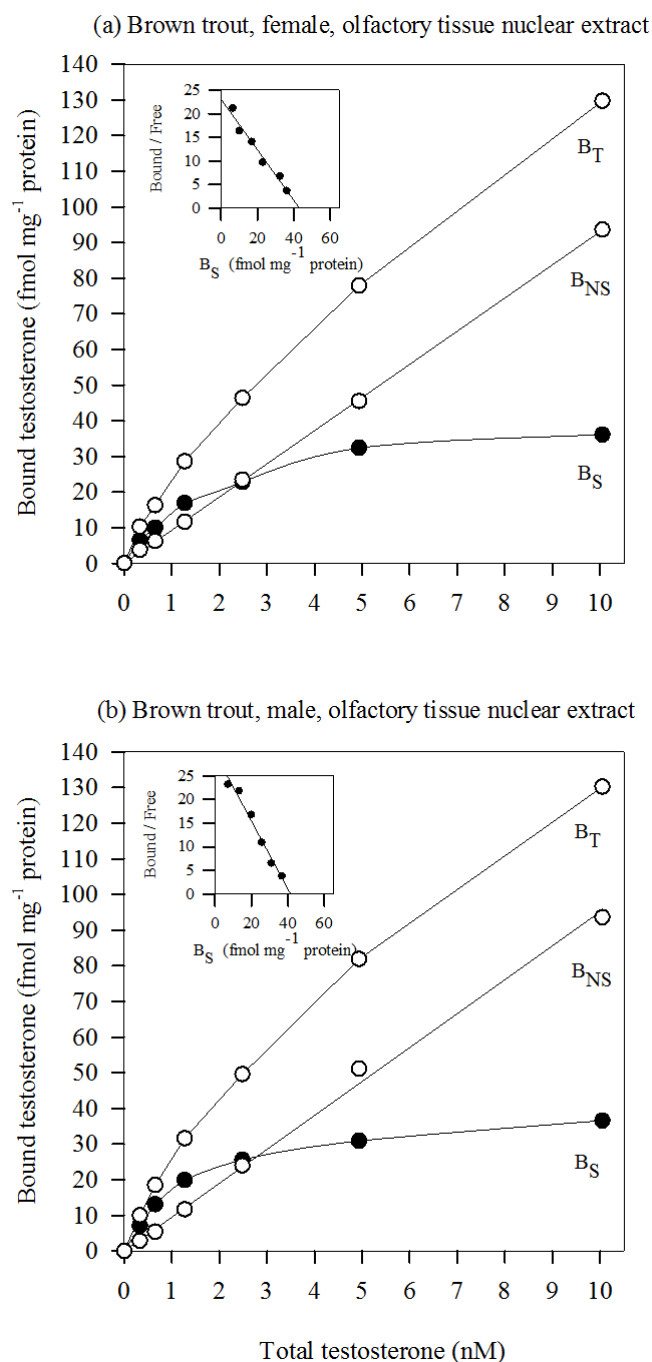 (a) Brown trout, female, olfactory tissue nuclear extract
140
130
120
110
100
90
80
70
60
50
40
30
20
10
0
Bound testosterone (fmol mg-1 protein)
25
20
15
10
5
0
Bound / Free
0 20 40 60
BS (fmol mg-1 protein)
BT
BNS
BS
0 1 2 3 4 5 6 7 8 9 10
(b) Brown trout, male, olfactory tissue nuclear extract
140
130
120
110
100
90
80
70
60
50
40
30
20
10
0
Bound testosterone (fmol mg-1 protein)
25
20
15
10
5
0
Bound / Free
0 20 40 60
BS (fmol mg-1 protein)
BT
BNS
BS
0 1 2 3 4 5 6 7 8 9 10
Total testosterone (nM)